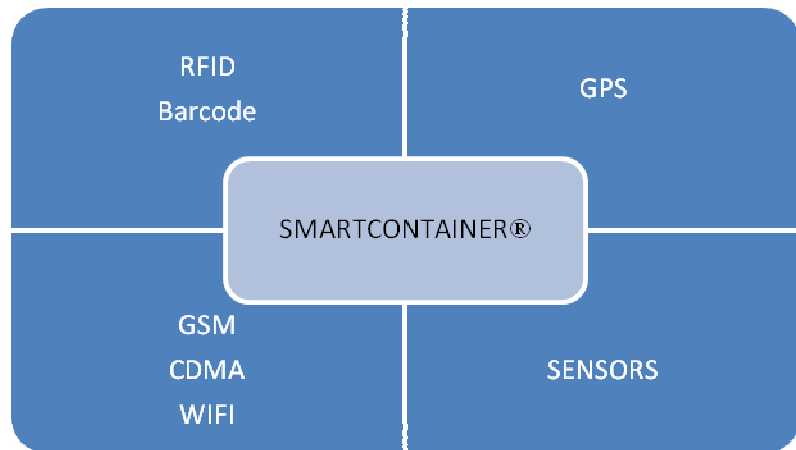 RFID
Barcode
GPS
SMARTCONTAINER®
GSM
CDMA
WIFI
SENSORS